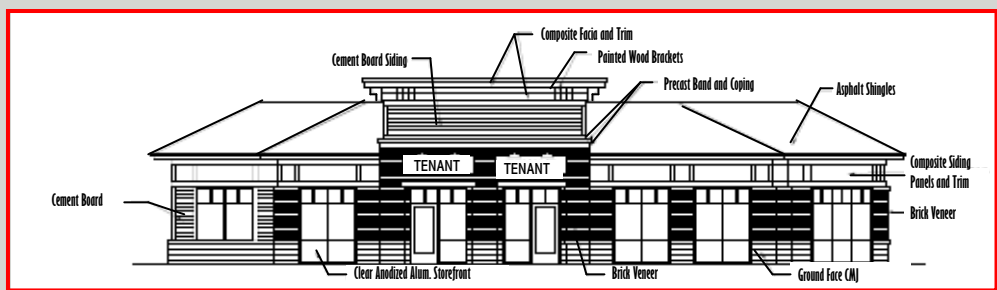 Composite Facia and Trim
Cement Board Siding
Painted Wood Brackets
Precast Band and Coping
Asphalt Shingles
TENANT
TENANT
Composite Siding
Panels and Trim
Cement Board
Brick Veneer
Clear Anodized Alum. Storefront
Brick Veneer
Ground Face CMJ